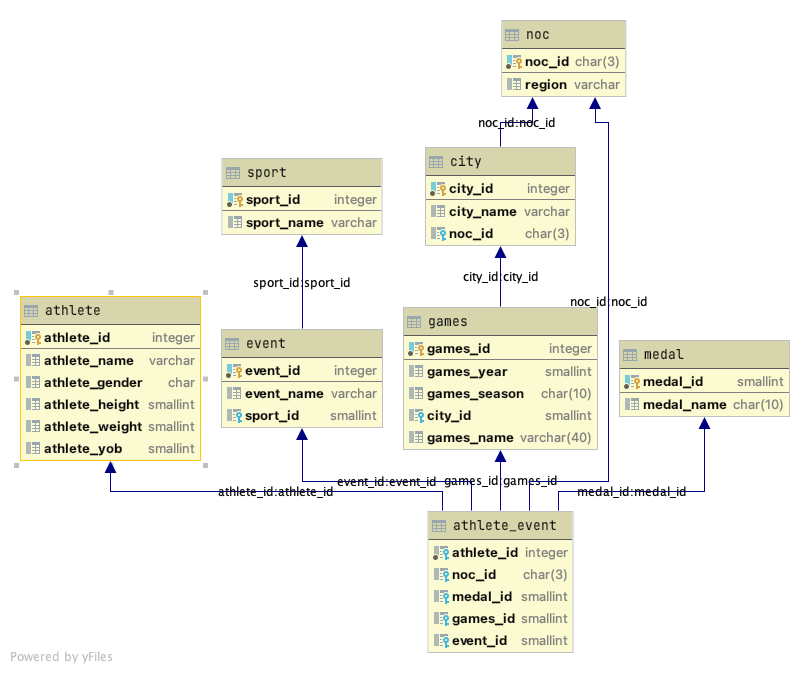 noc
noc_id char(3)
region varchar
noc_id:noc_id
city
city_id integer
city_name varchar
noc_id char(3)
sport
sport_id integer
sport_name varchar
sport_id:sport_id
city_id:city_id
noc_id:noc_id
athlete
athlete_id integer
athlete_name varchar
athlete_gender char
athlete_height smallint
athlete_weight smallint
athlete_yob smallint
event
event_id integer
event_name varchar
sport_id smallint
games
games_id integer
games_year smallint
games_season char(10)
city_id smallint
games_name varchar(40)
medal
medal_id smallint
medal_name char(10)
athlete_id:athlete_id
event_id:event_id
games_id:games_id
medal_id:medal_id
athlete_event
athlete_id integer
noc_id char(3)
medal_id smallint
games_id smallint
event_id smallint
Powered by yFiles